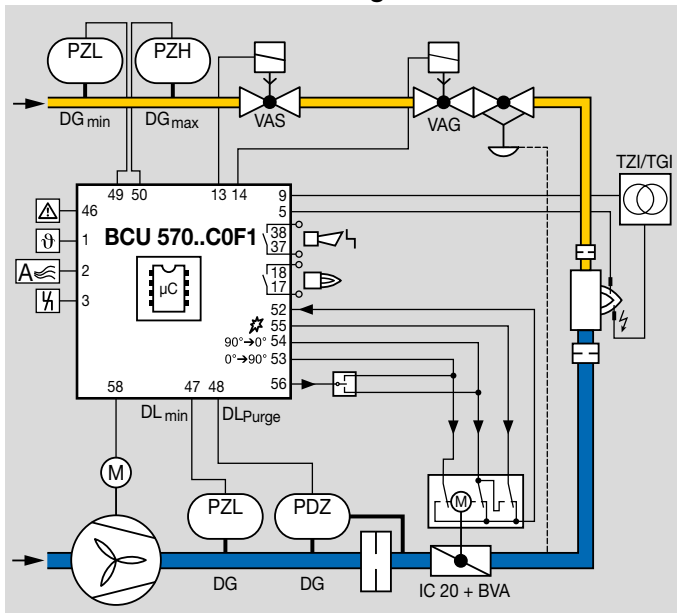 PZL PZH
DG min DG max VAS VAG
TZI/TGI
49 50 13 14 9
46 5
BCU 570..C0F1 38
1 37
A 2 µC 18
17
3 52
55
90°→0° 54
0°→90° 53
58 47 48 56
DL min DLPurge
M
PZL PDZ M
DG DG IC 20 + BVA